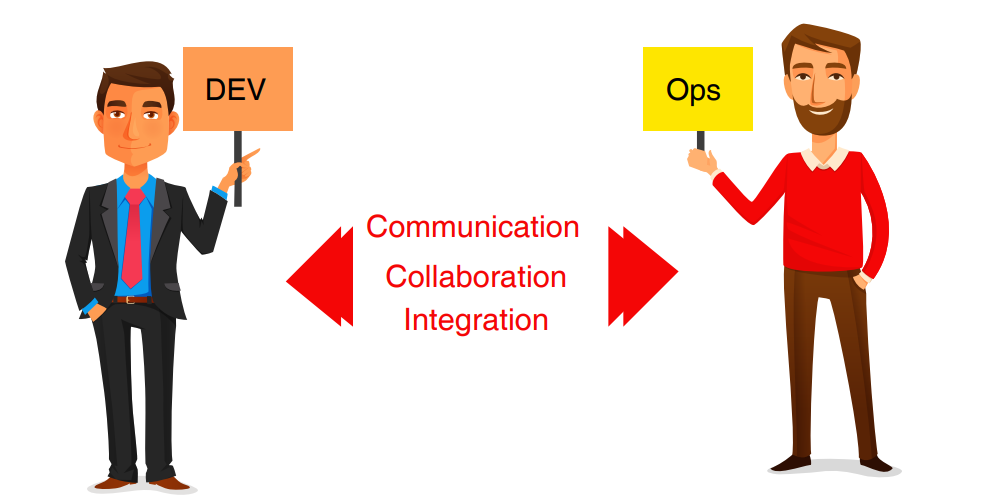 DEV
Ops
Communication
Collaboration
Integration